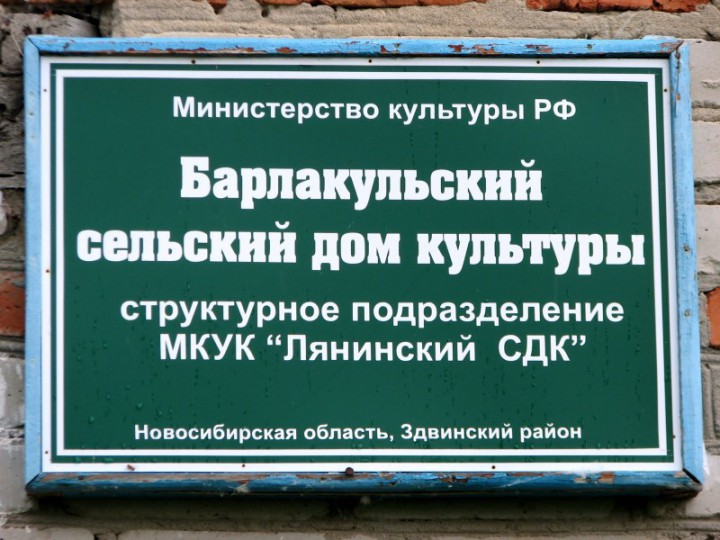 Министерство культуры РФ
Барлакульский
сельский дом культуры
структурное подразделение
МКУК “Лянинский СДК”
Новосибирская область, Здвинский район